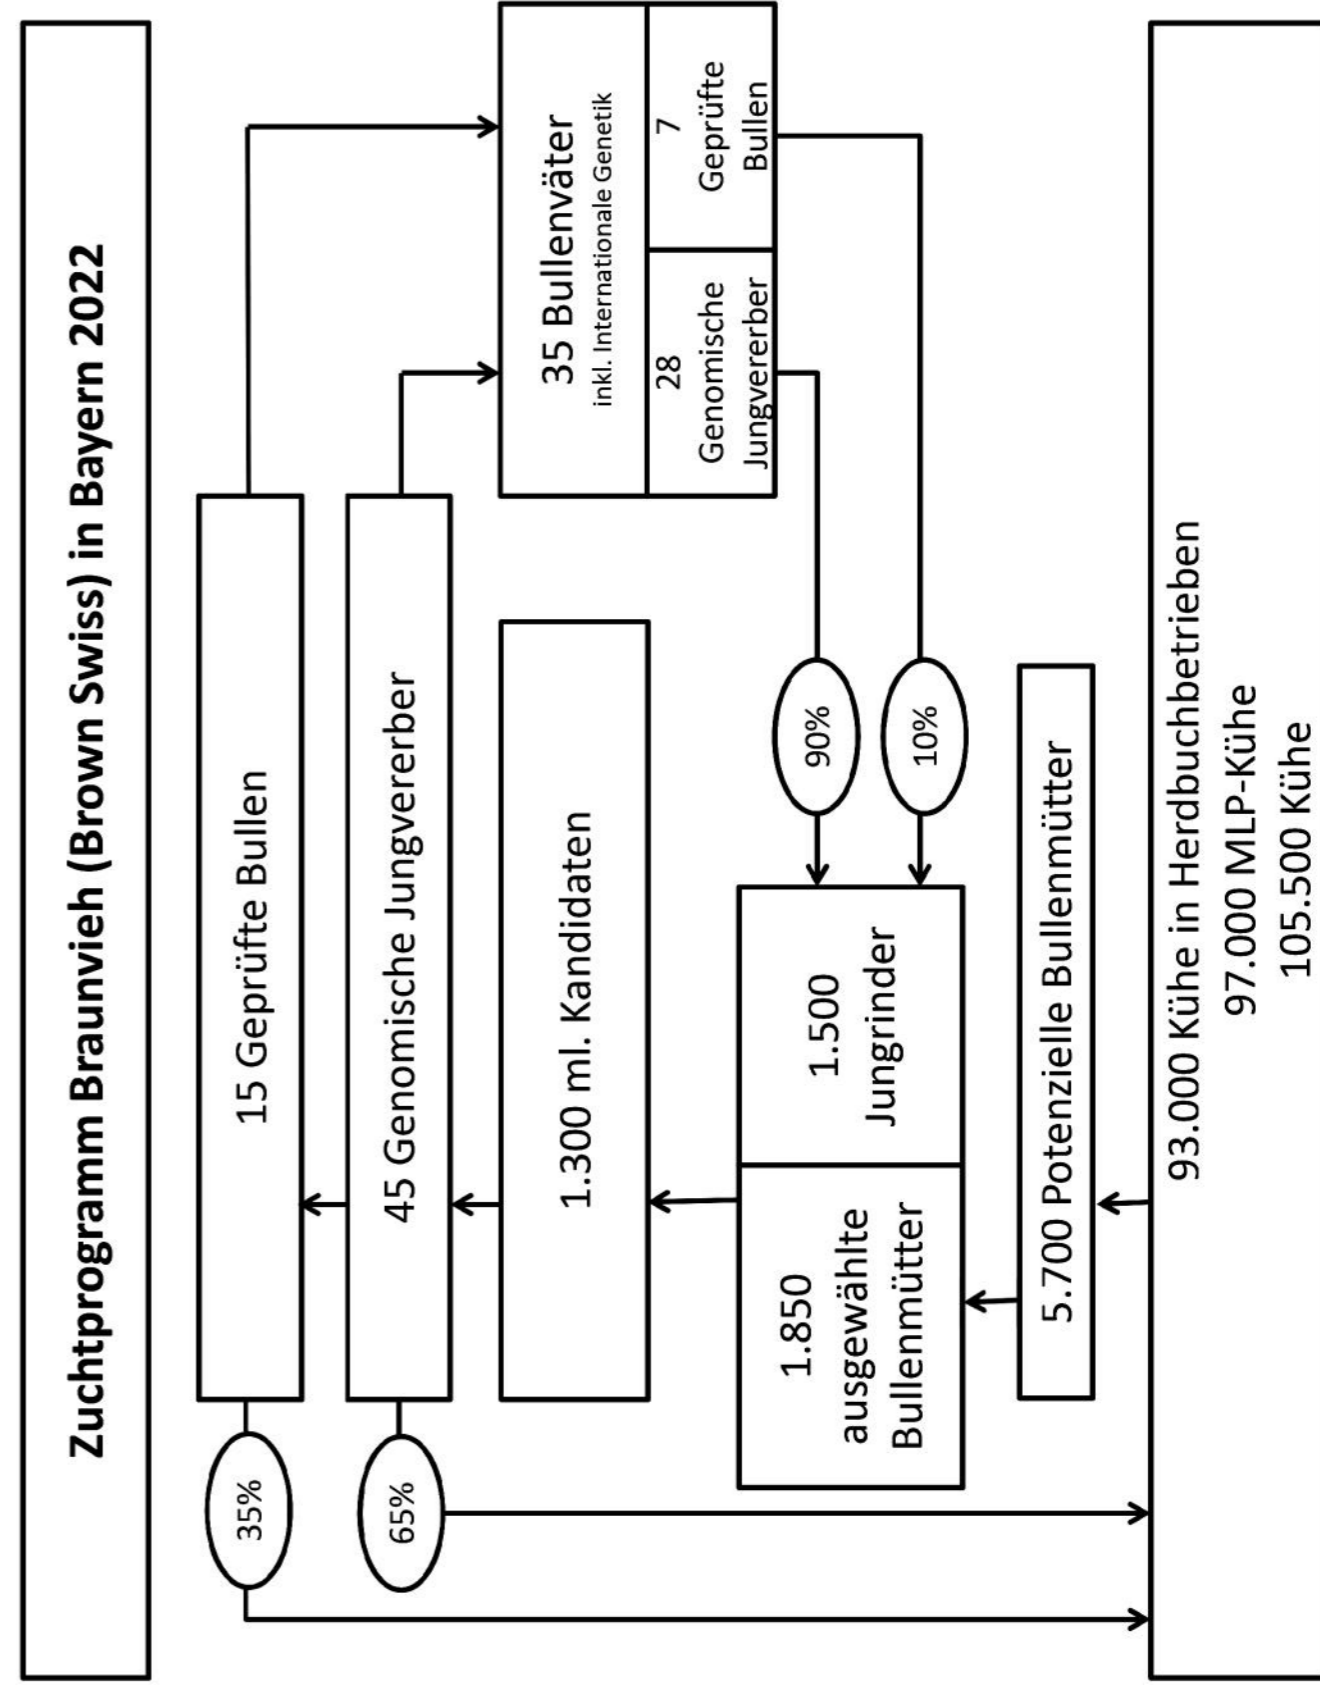 Zuchtprogramm Braunvieh (Brown Swiss) in Bayern 2022
15 Geprüfte Bullen
35%
45 Genomische Jungvererber
65%
35 Bullenväter
inkl. Internationale Genetik
28
Genomische
Jungvererber
7
Geprüfte
Bullen
1.300 ml. Kandidaten
90%
10%
1.850
ausgewählte
Bullenmütter
1.500
Jungrinder
5.700 Potenzielle Bullenmütter
93.000 Kühe in Herdbuchbetrieben
97.000 MLP-Kühe
105.500 Kühe